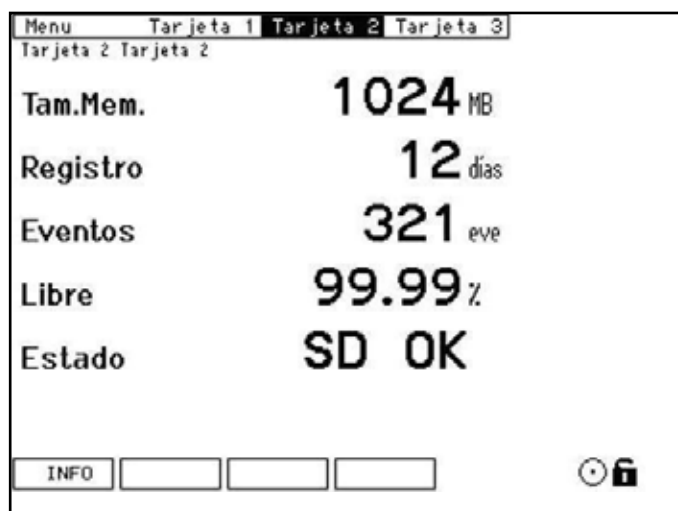 Menu Tarjeta 1 Tarjeta 2 Tarjeta 3
Tarjeta 2 Tarjeta 2
Tam.Mem. 1024 MB
Registro 12 días
Eventos 321 eve
Libre 99.99 %
Estado SD OK
INFO